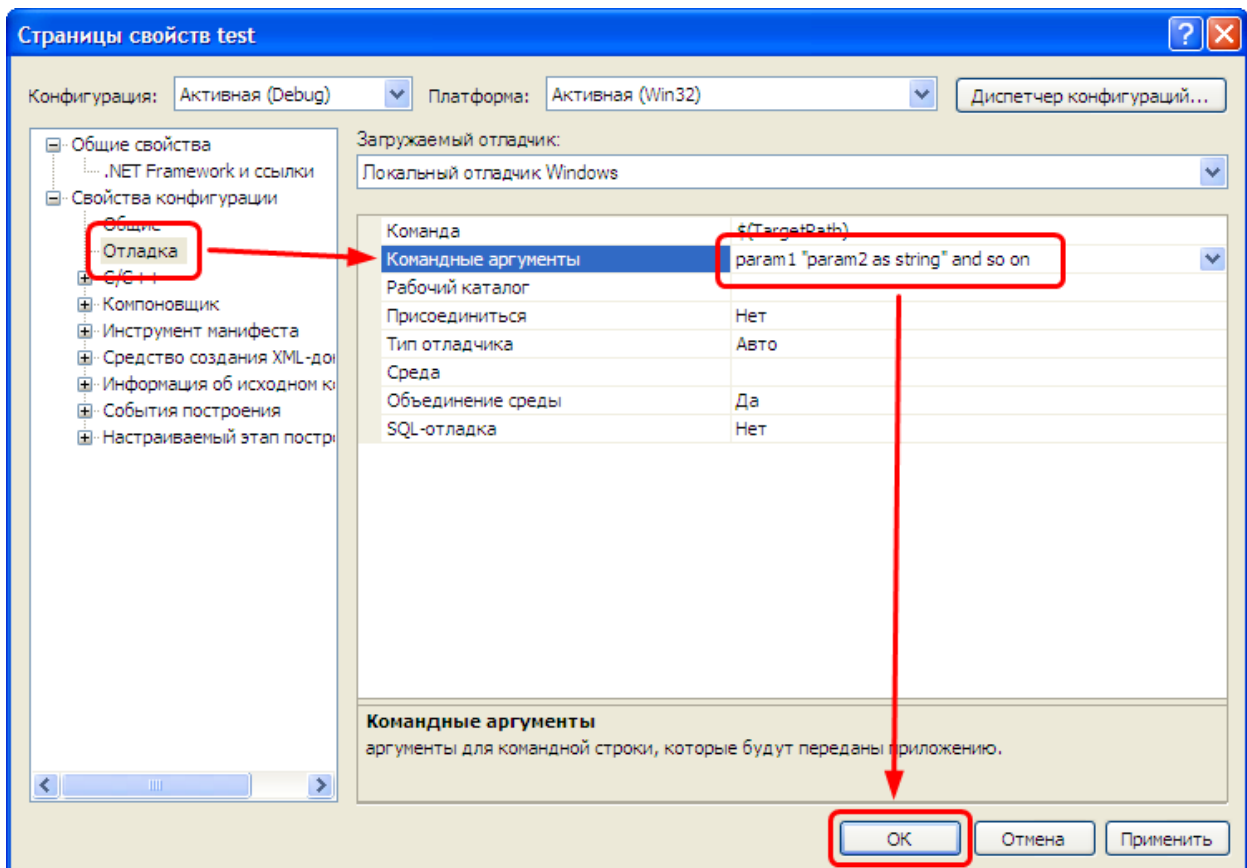 Страницы свойств test
Конфигурация: Активная (Debug) Платформа: Активная (Win32) Диспетчер конфигураций...
Общие свойства
.NET Framework и ссылки
Свойства конфигурации
Общие
Отладка
C/C++
Компоновщик
Инструмент манифеста
Средство создания XML-до
Информация об исходном к
События построения
Настраиваемый этап постр
Загружаемый отладчик:
Локальный отладчик Windows
Команда $(TargetPath)
Командные аргументы param1 "param2 as string" and so on
Рабочий каталог
Присоединиться Нет
Тип отладчика Авто
Среда
Объединение среды Да
SQL-отладка Нет
Командные аргументы
аргументы для командной строки, которые будут переданы приложению.
OK Отмена Применить